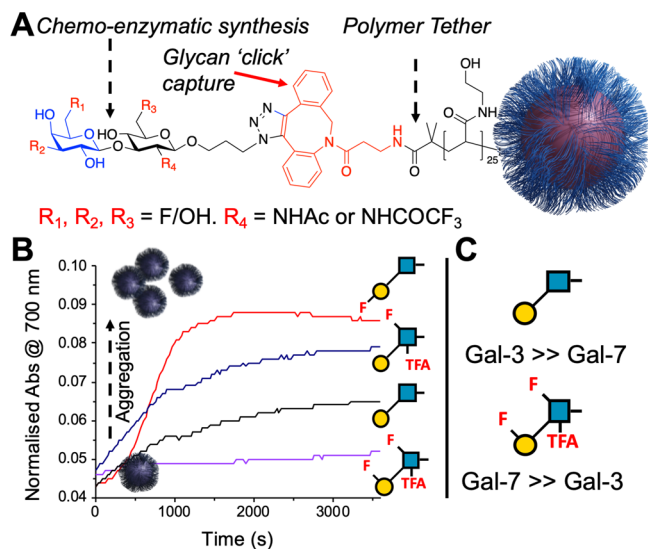 A
Chemo-enzymatic synthesis
Polymer Tether
Glycan ‘click’
capture
R1
R3
HO
OH
O
HO
O
O
O
R2
OH
R4
N
N
N
N
O
H
N
O
OH
O
NH
25
R1, R2, R3 = F/OH. R4 = NHAc or NHCOCF3
B
C
Normalised Abs @ 700 nm
0.10
0.09
0.08
0.07
0.06
0.05
0.04
Aggregation
0
1000
2000
3000
Time (s)
F
F
TFA
F
F
TFA
Gal-3 >> Gal-7
F
F
TFA
Gal-7 >> Gal-3